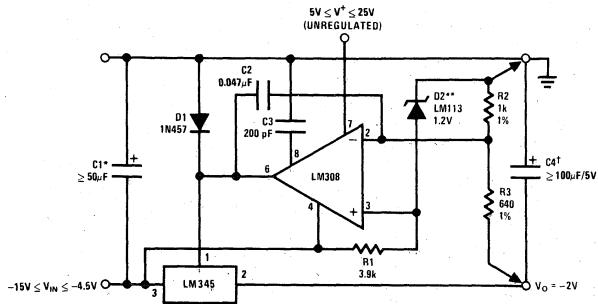 5V ≤ V+ ≤ 25V
(UNREGULATED)
C2
0.047μF
D1
1N457
C3
200 pF
7
D2**
LM113
1.2V
R2
1k
1%
C1*
≥ 50μF
+
8
2
−
6
LM308
C4†
≥ 100μF/5V
+
4
+
3
R3
640
1%
R1
3.9k
−15V ≤ VIN ≤ −4.5V
1
3
LM345
2
VO = −2V